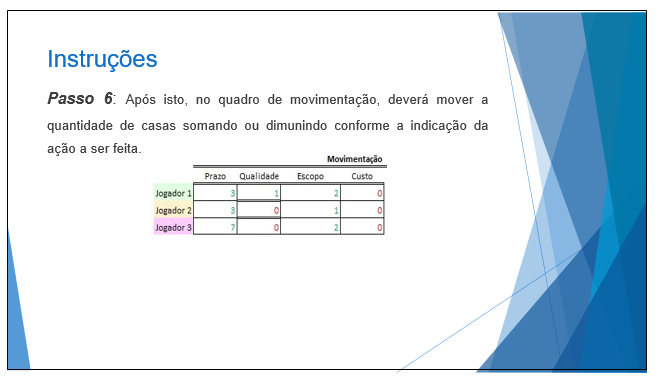 Instruções
Passo 6: Após isto, no quadro de movimentação, deverá mover a
quantidade de casas somando ou dimunindo conforme a indicação da
ação a ser feita.
Movimentação
Prazo Qualidade Escopo Custo
Jogador 1 3 1 2 0
Jogador 2 3 0 1 0
Jogador 3 7 0 2 0